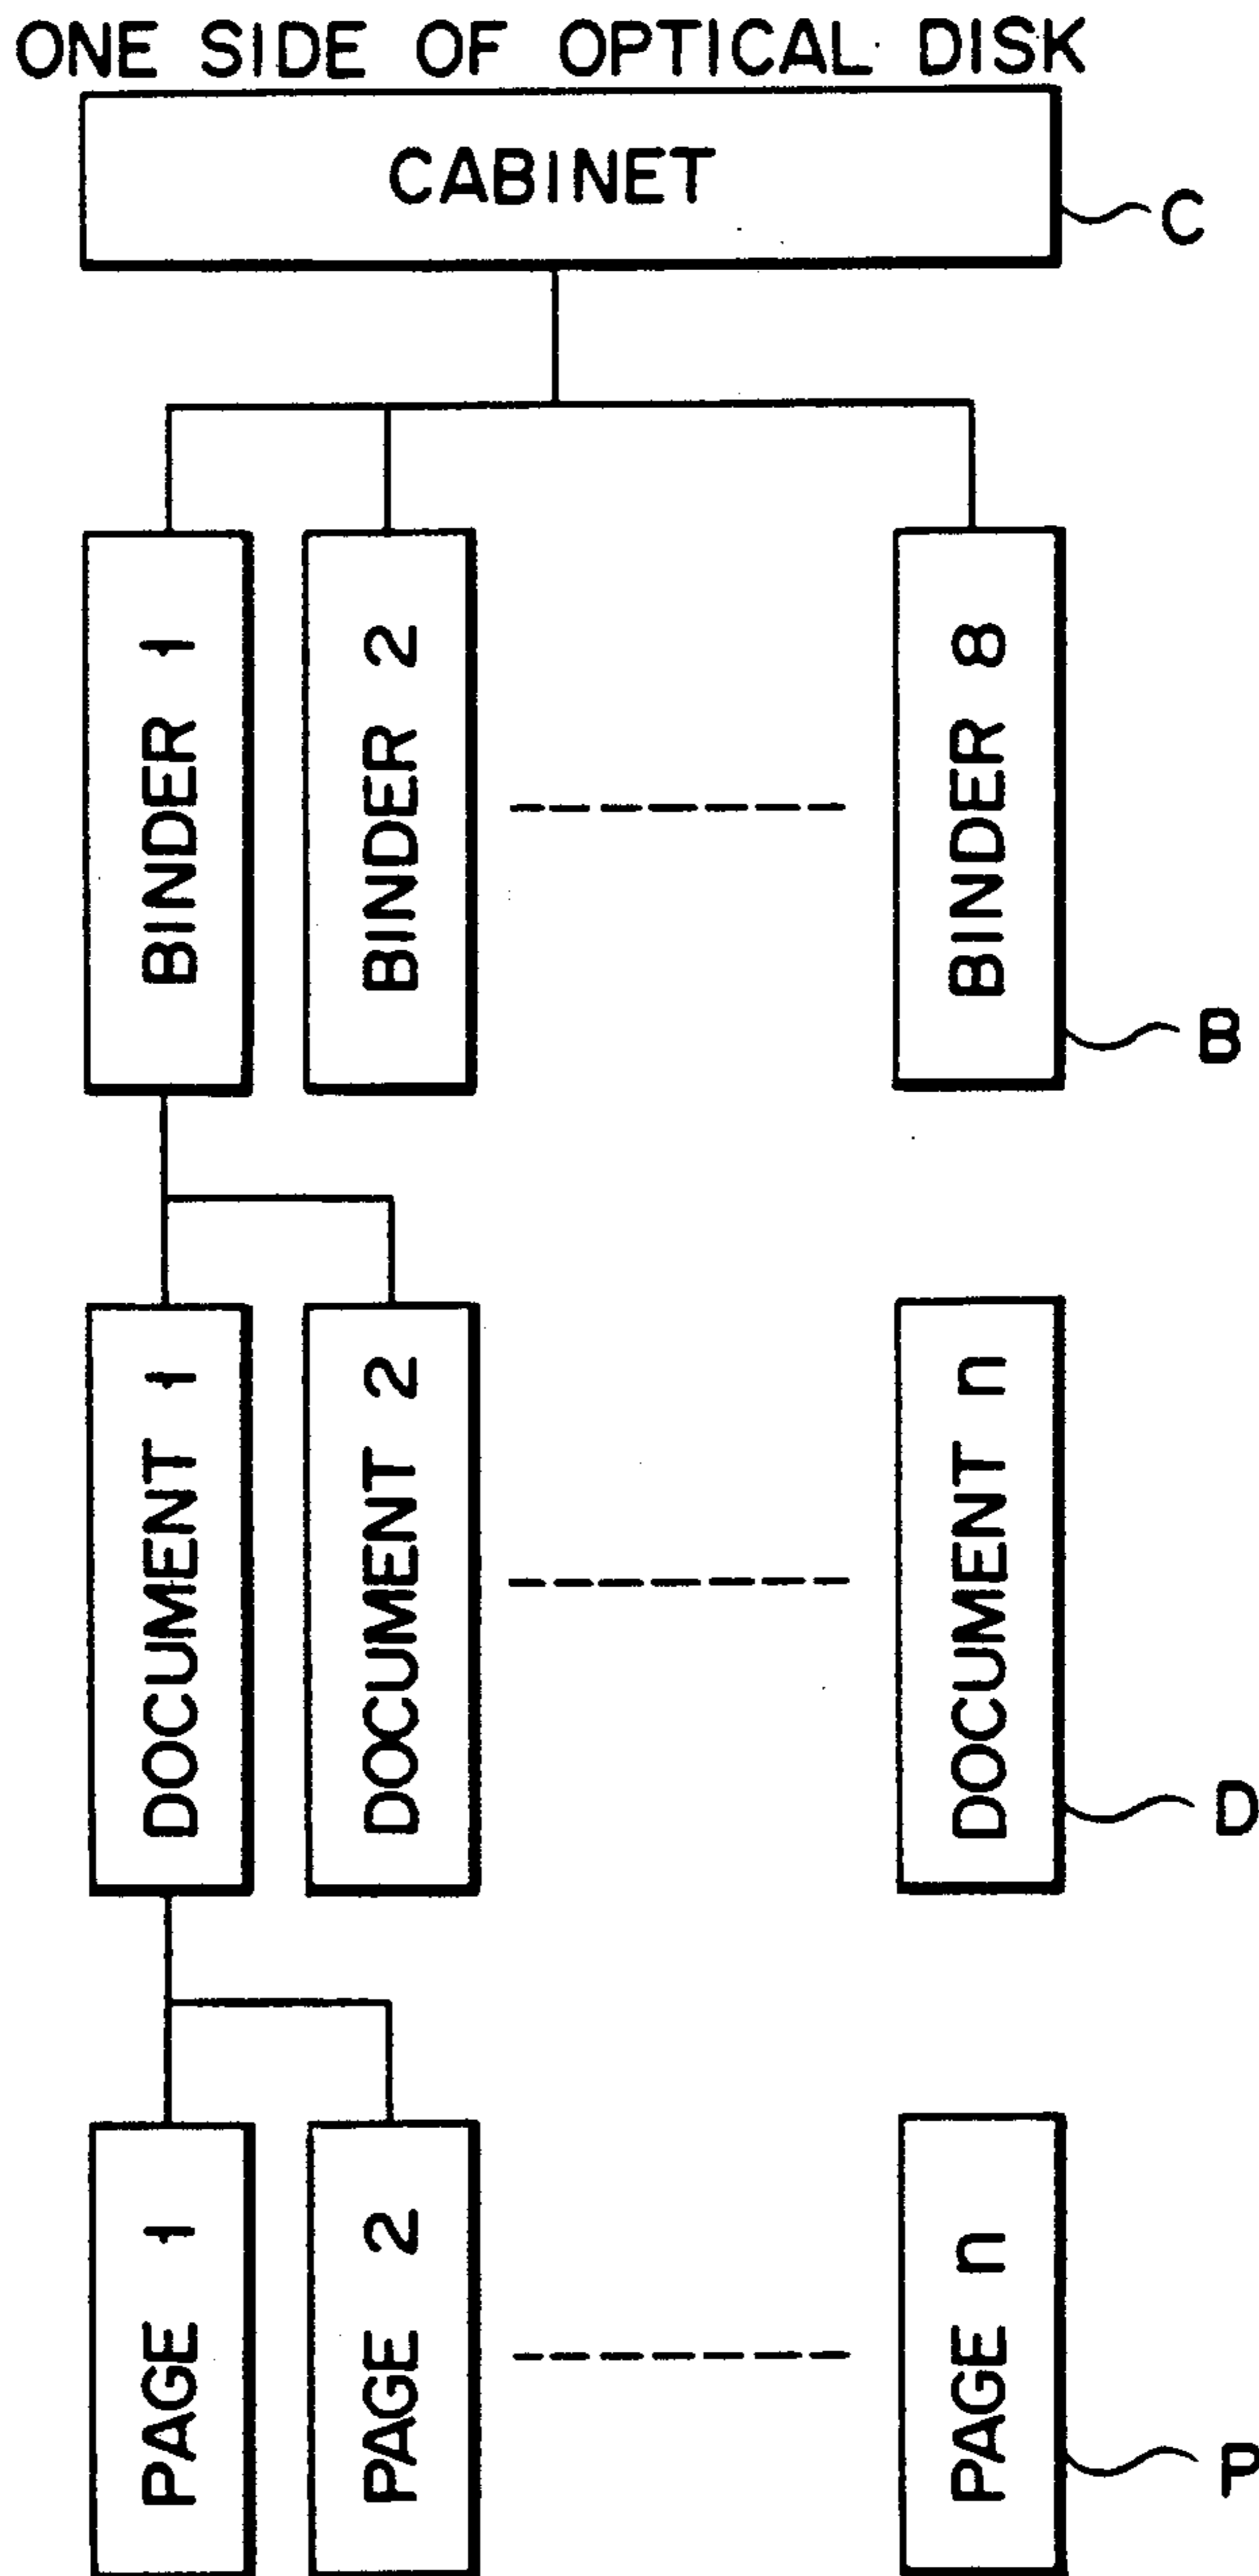 ONE SIDE OF OPTICAL DISK
CABINET
C
BINDER 1
BINDER 2
BINDER 8
B
DOCUMENT 1
DOCUMENT 2
DOCUMENT n
D
PAGE 1
PAGE 2
PAGE n
P